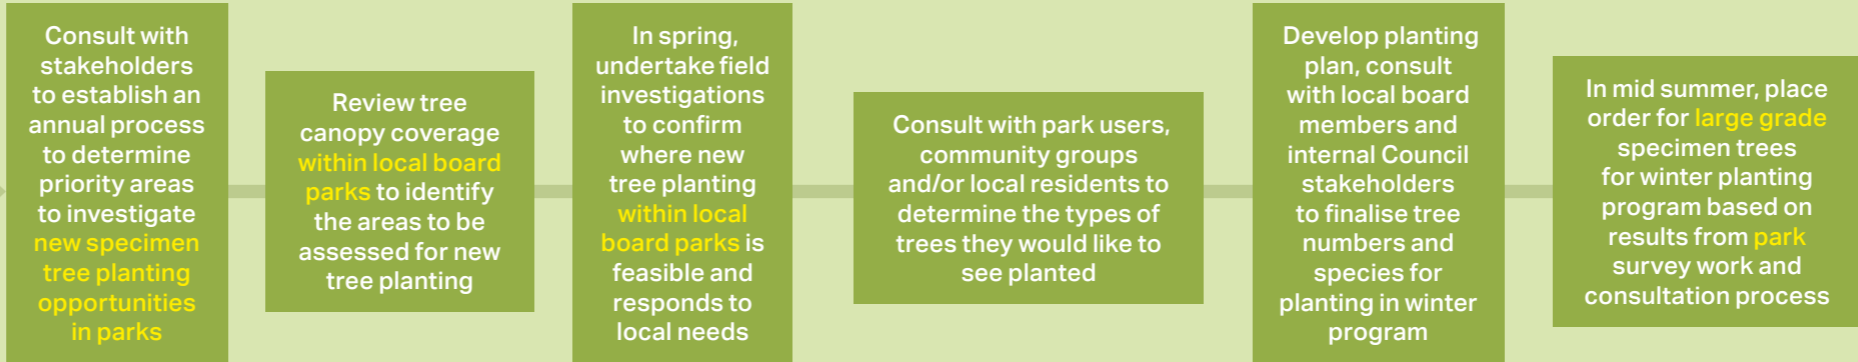 Consult with
stakeholders
to establish an
annual process
to determine
priority areas
to investigate
new specimen
tree planting
opportunities
in parks
Review tree
canopy coverage
within local board
parks to identify
the areas to be
assessed for new
tree planting
In spring,
undertake field
investigations
to confirm
where new
tree planting
within local
board parks is
feasible and
responds to
local needs
Consult with park users,
community groups
and/or local residents to
determine the types of
trees they would like to
see planted
Develop planting
plan, consult
with local board
members and
internal Council
stakeholders
to finalise tree
numbers and
species for
planting in winter
program
In mid summer, place
order for large grade
specimen trees
for winter planting
program based on
results from park
survey work and
consultation process